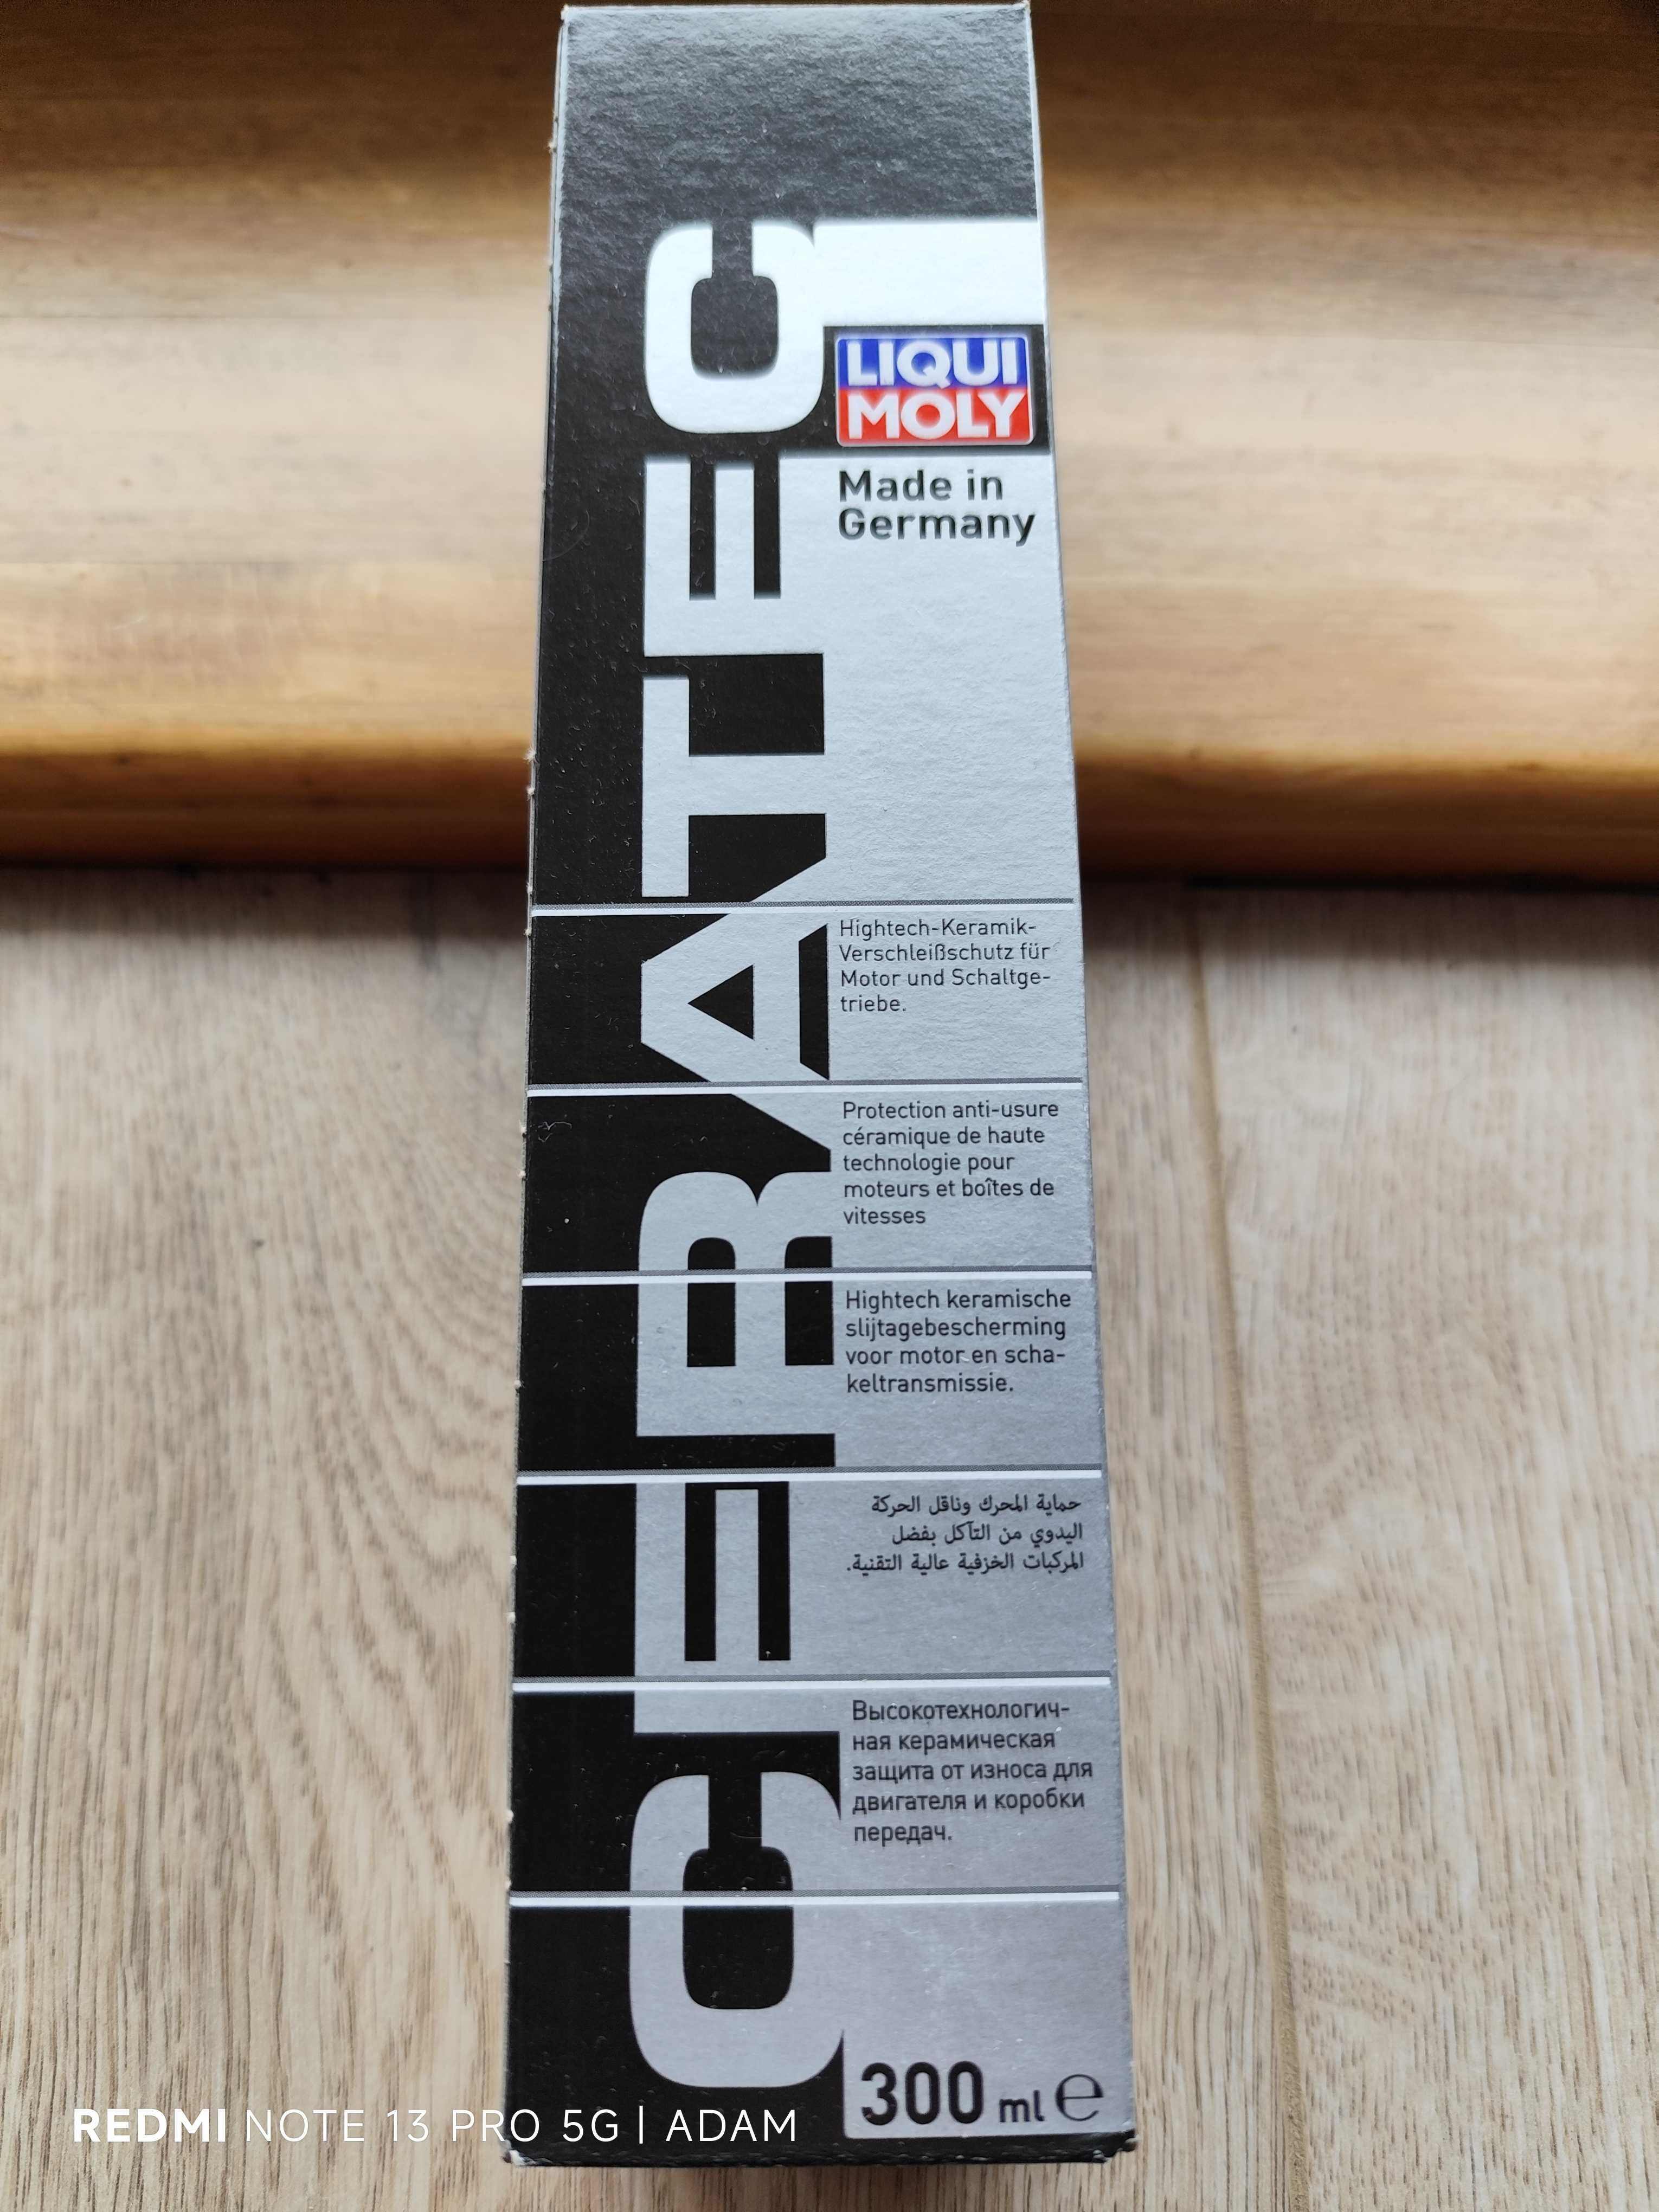 CERATEC
LIQUI
MOLY
Made in
Germany
Hightech-Keramik-
Verschleißschutz für
Motor und Schaltge-
triebe.
Protection anti-usure
céramique de haute
technologie pour
moteurs et boîtes de
vitesses
Hightech keramische
slijtagebescherming
voor motor en scha-
keltransmissie.
حماية المحرك وناقل الحركة
اليدوي من التآكل بفضل
المركبات الخزفية عالية التقنية.
Высокотехнологич-
ная керамическая
защита от износа для
двигателя и коробки
передач.
300 ml ℮
REDMI NOTE 13 PRO 5G | ADAM